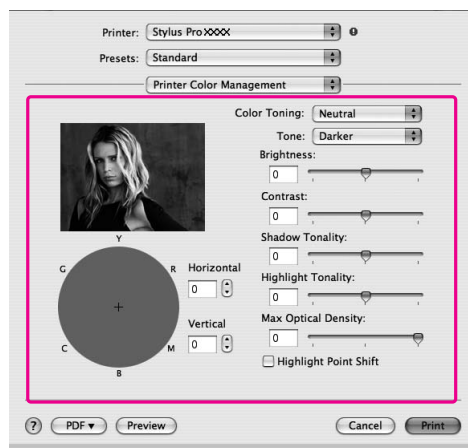 Printer: Stylus Pro XXXX
Presets: Standard
Printer Color Management
Color Toning: Neutral
Tone: Darker
Brightness:
0
Contrast:
0
Shadow Tonality:
0
Highlight Tonality:
0
Max Optical Density:
0
Highlight Point Shift
Y
G R
C M
B
Horizontal
0
Vertical
0
? PDF▼ Preview Cancel Print